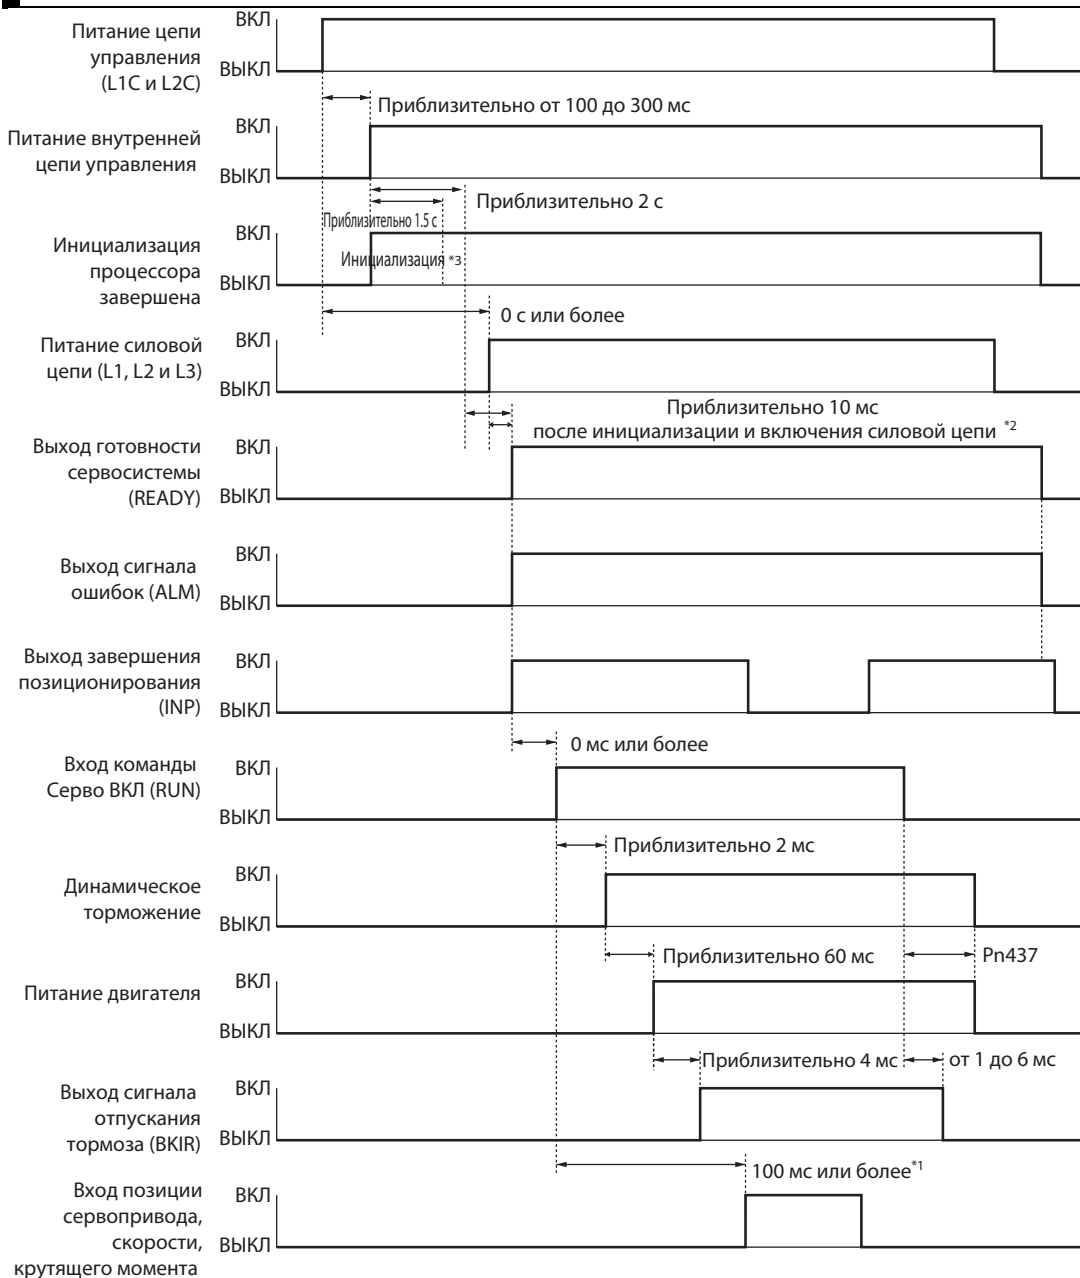 Питание цепи
управления
(L1C и L2C)
ВКЛ
ВЫКЛ
Приблизительно от 100 до 300 мс
Питание внутренней
цепи управления
ВКЛ
ВЫКЛ
Приблизительно 2 с
Приблизительно 1.5 с
Инициализация
процессора
завершена
ВКЛ
ВЫКЛ
Инициализация *3
0 с или более
Питание силовой
цепи (L1, L2 и L3)
ВКЛ
ВЫКЛ
Приблизительно 10 мс
после инициализации и включения силовой цепи *2
Выход готовности
сервосистемы
(READY)
ВКЛ
ВЫКЛ
Выход сигнала
ошибок (ALM)
ВКЛ
ВЫКЛ
Выход завершения
позиционирования
(INP)
ВКЛ
ВЫКЛ
0 мс или более
Вход команды
Серво ВКЛ (RUN)
ВКЛ
ВЫКЛ
Приблизительно 2 мс
Динамическое
торможение
ВКЛ
ВЫКЛ
Приблизительно 60 мс
Pn437
Питание двигателя
ВКЛ
ВЫКЛ
Приблизительно 4 мс
от 1 до 6 мс
Выход сигнала
отпускания
тормоза (BKIR)
ВКЛ
ВЫКЛ
100 мс или более*1
Вход позиции
сервопривода,
скорости,
крутящего момента
ВКЛ
ВЫКЛ